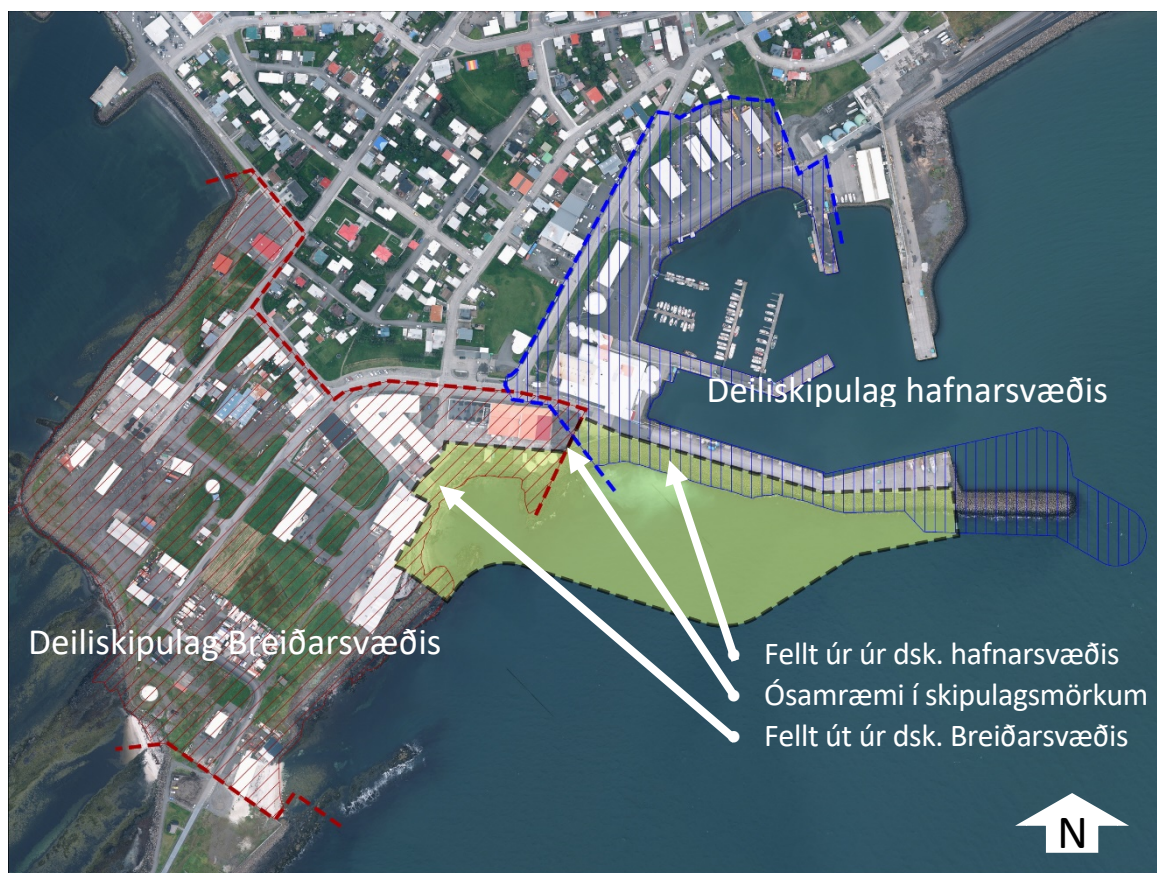 Deiliskipulag hafnarsvæðis
Deiliskipulag Breiðarsvæðis
Fellt úr úr dsk. hafnarsvæðis
Ósamræmi í skipulagsmörkum
Fellt út úr dsk. Breiðarsvæðis
N